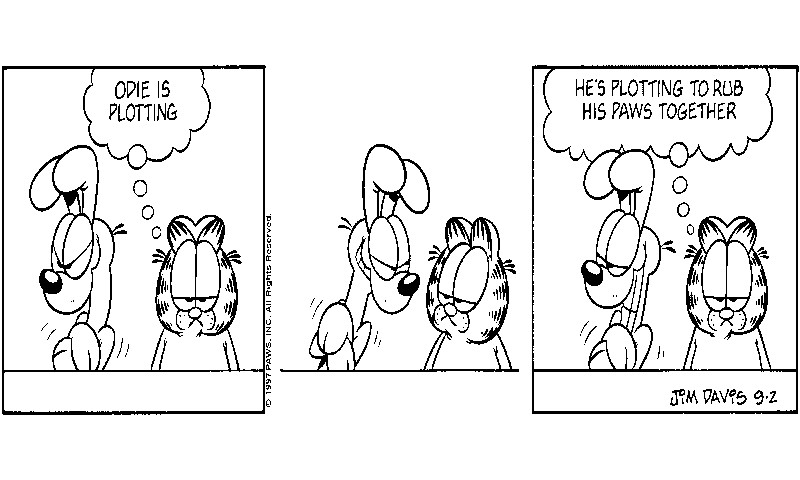 ODIE IS
PLOTTING
© 1997 PAWS, INC. All Rights Reserved.
HE'S PLOTTING TO RUB
HIS PAWS TOGETHER
JIM DAVIS 9·2